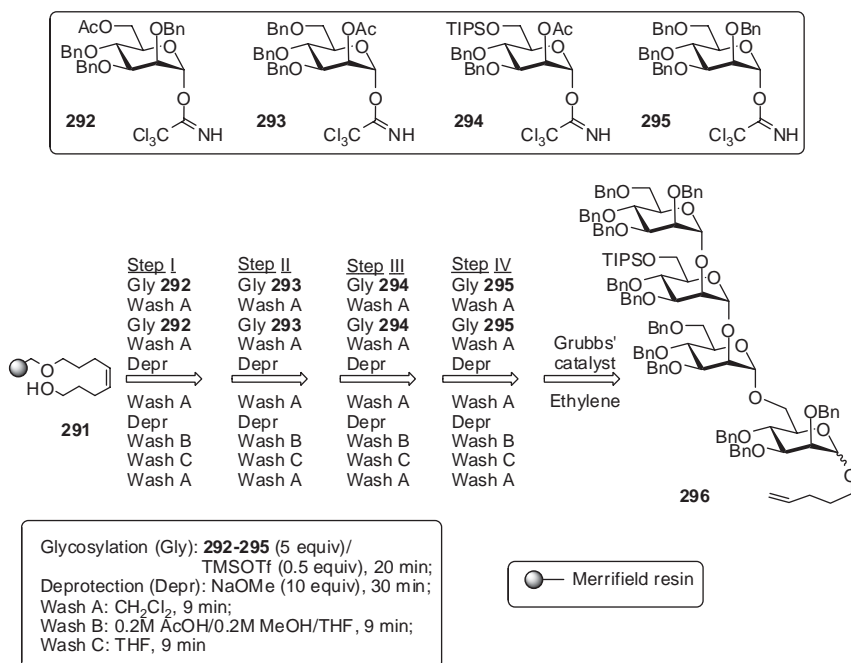 AcO OBn
BnO
BnO
O
O
Cl3C NH
292
BnO OAc
BnO
BnO
O
O
Cl3C NH
293
TIPSO OAc
BnO
BnO
O
O
Cl3C NH
294
BnO OBn
BnO
BnO
O
O
Cl3C NH
295
O
HO
291
Step I
Gly 292
Wash A
Gly 292
Wash A
Depr
Wash A
Depr
Wash B
Wash C
Wash A
Step II
Gly 293
Wash A
Gly 293
Wash A
Depr
Wash A
Depr
Wash B
Wash C
Wash A
Step III
Gly 294
Wash A
Gly 294
Wash A
Depr
Wash A
Depr
Wash B
Wash C
Wash A
Step IV
Gly 295
Wash A
Gly 295
Wash A
Depr
Wash A
Depr
Wash B
Wash C
Wash A
Grubbs'
catalyst
Ethylene
BnO OBn
BnO O
BnO
O
TIPSO
BnO O
BnO
O
BnO
BnO O
BnO
O
OBn
BnO O
BnO
O
296
Glycosylation (Gly): 292-295 (5 equiv)/
TMSOTf (0.5 equiv), 20 min;
Deprotection (Depr): NaOMe (10 equiv), 30 min;
Wash A: CH2Cl2, 9 min;
Wash B: 0.2M AcOH/0.2M MeOH/THF, 9 min;
Wash C: THF, 9 min
Merrifield resin